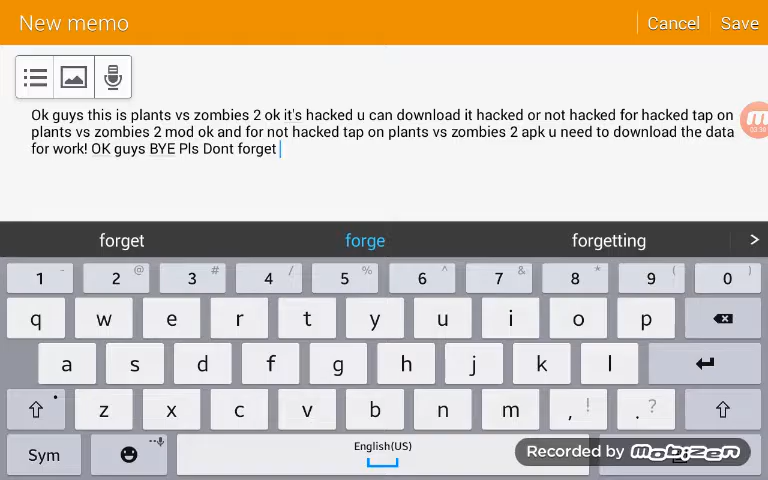 New memo
Cancel
Save
Ok guys this is plants vs zombies 2 ok it's hacked u can download it hacked or not hacked for hacked tap on
plants vs zombies 2 mod ok and for not hacked tap on plants vs zombies 2 apk u need to download the data
for work! OK guys BYE Pls Dont forget
forget forge forgetting >
1 - 2 @ 3 # 4 / 5 % 6 ^ 7 & 8 * 9 ( 0 )
q w e r t y u i o p
a s d f g h j k l
z x c v b n m , ! . ?
Sym English(US)
Recorded by mobizen